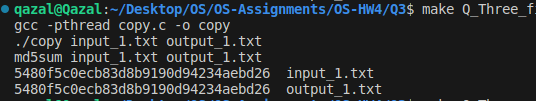 qazal@Qazal:~/Desktop/OS/OS-Assignments/OS-HW4/Q3$ make Q_Three_fi
gcc -pthread copy.c -o copy
./copy input_1.txt output_1.txt
md5sum input_1.txt output_1.txt
5480f5c0ecb83d8b9190d94234aebd26  input_1.txt
5480f5c0ecb83d8b9190d94234aebd26  output_1.txt